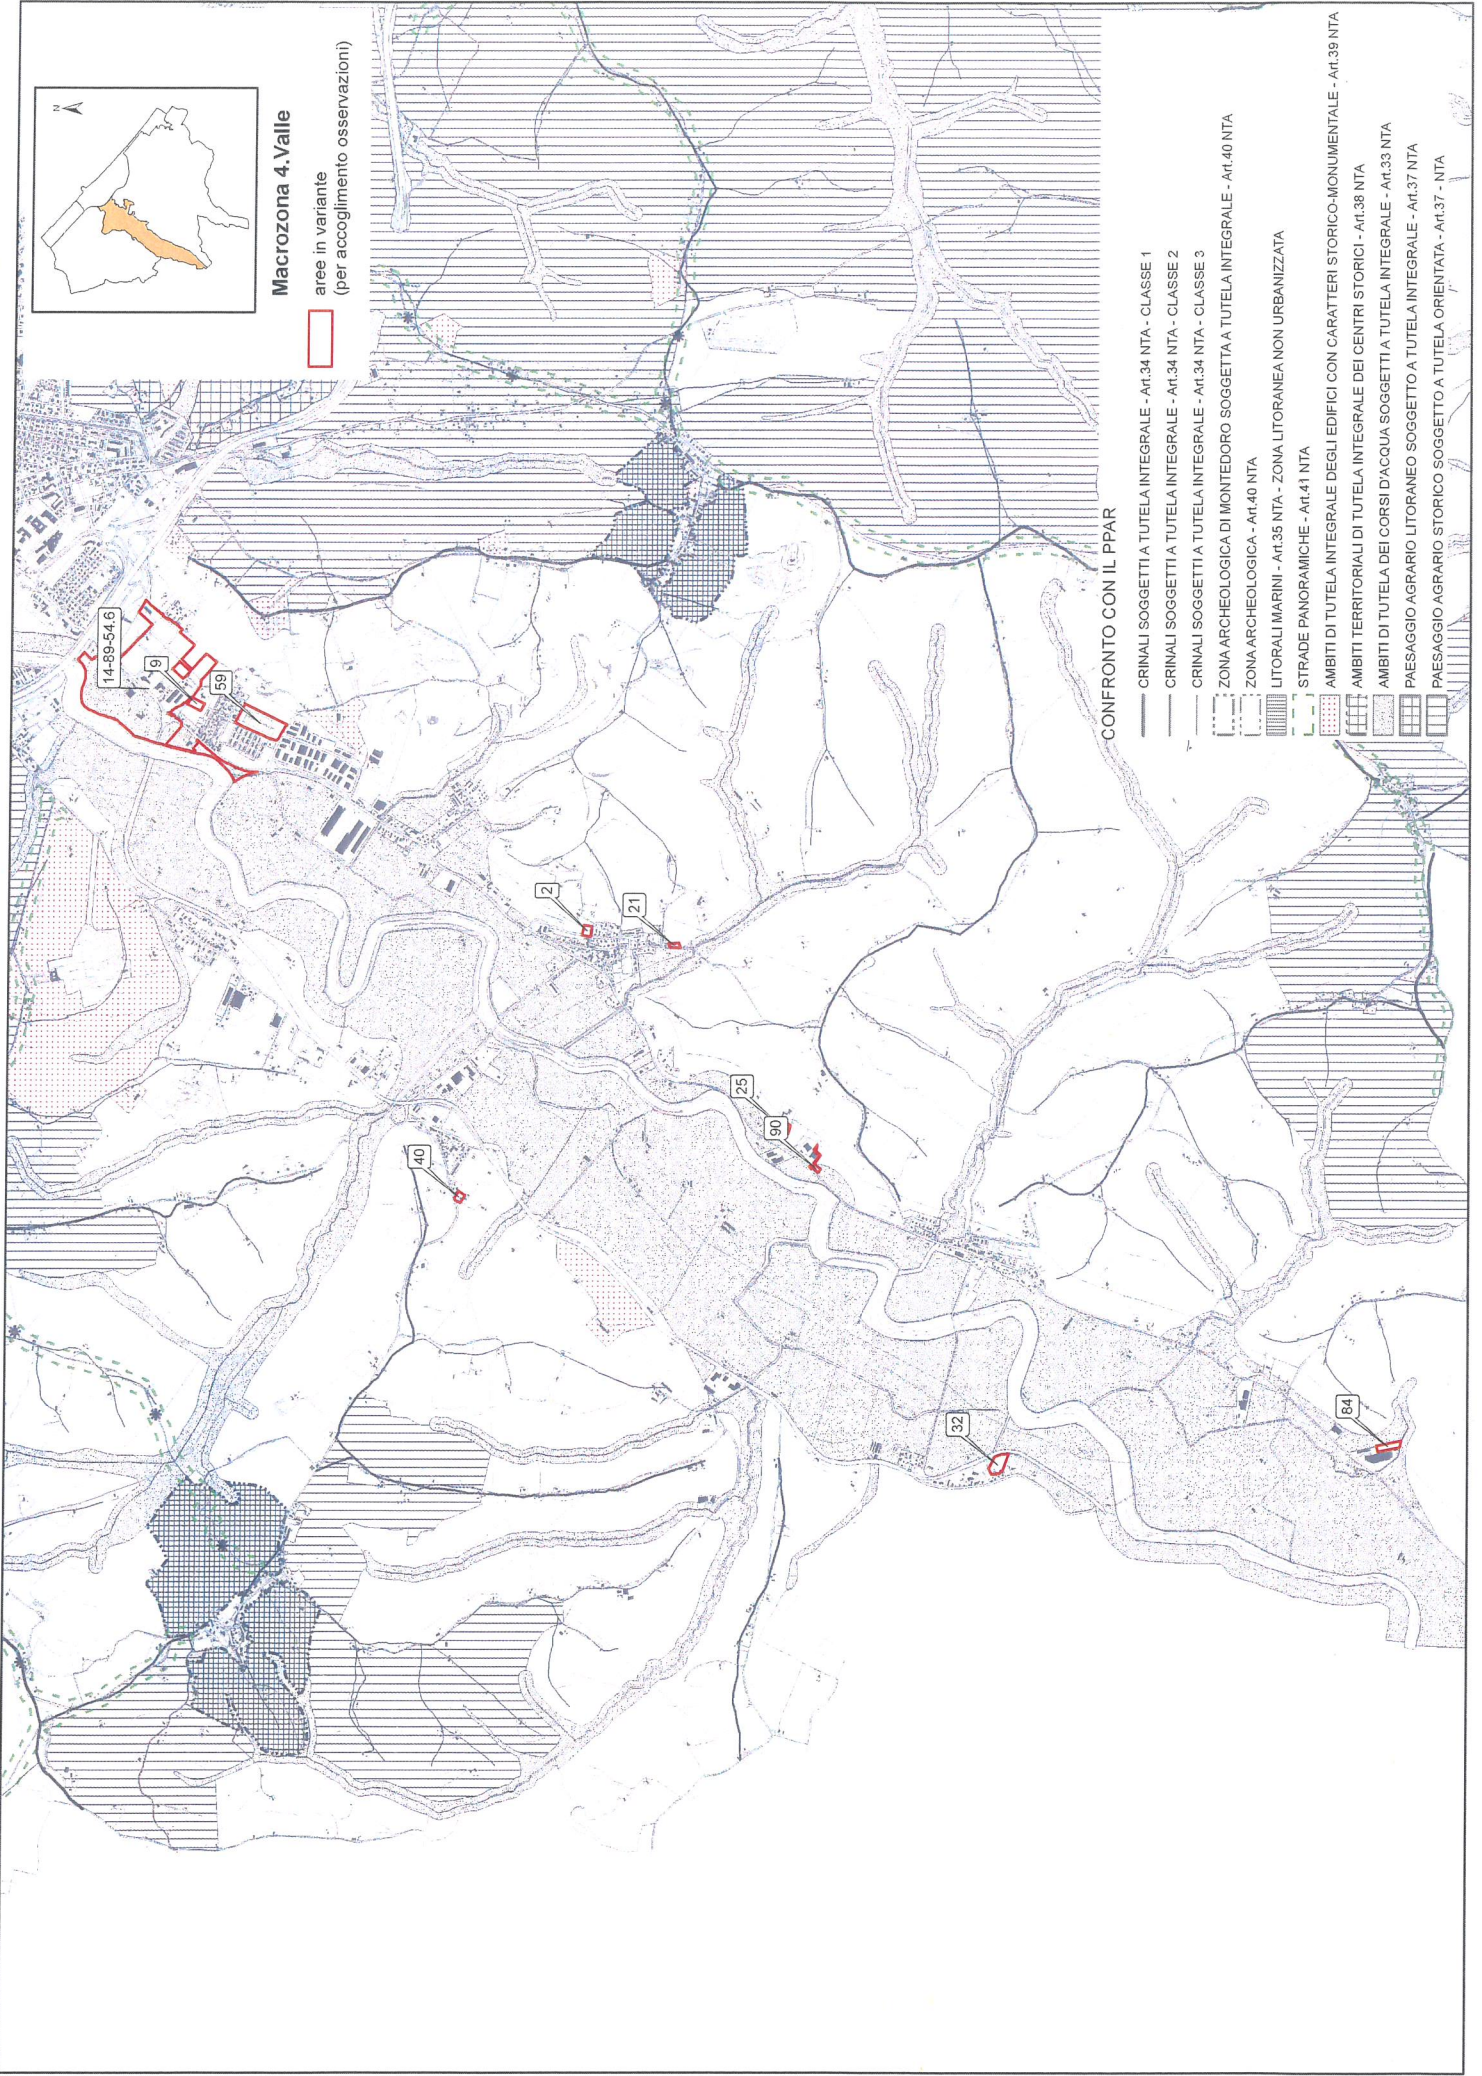 N
Macrozona 4.Valle
aree in variante
(per accoglimento osservazioni)
14-89-54.6
9
59
2
21
40
25
90
32
84
CONFRONTO CON IL PPAR
CRINALI SOGGETTI A TUTELA INTEGRALE - Art.34 NTA - CLASSE 1
CRINALI SOGGETTI A TUTELA INTEGRALE - Art.34 NTA - CLASSE 2
CRINALI SOGGETTI A TUTELA INTEGRALE - Art.34 NTA - CLASSE 3
ZONA ARCHEOLOGICA DI MONTEDORO SOGGETTA A TUTELA INTEGRALE - Art.40 NTA
ZONA ARCHEOLOGICA - Art.40 NTA
LITORALI MARINI - Art.35 NTA - ZONA LITORANEA NON URBANIZZATA
STRADE PANORAMICHE - Art.41 NTA
AMBITI DI TUTELA INTEGRALE DEGLI EDIFICI CON CARATTERI STORICO-MONUMENTALE - Art.39 NTA
AMBITI TERRITORIALI DI TUTELA INTEGRALE DEI CENTRI STORICI - Art.38 NTA
AMBITI DI TUTELA DEI CORSI D'ACQUA SOGGETTI A TUTELA INTEGRALE - Art.33 NTA
PAESAGGIO AGRARIO LITORANEO SOGGETTO A TUTELA INTEGRALE - Art.37 NTA
PAESAGGIO AGRARIO STORICO SOGGETTO A TUTELA ORIENTATA - Art.37 - NTA